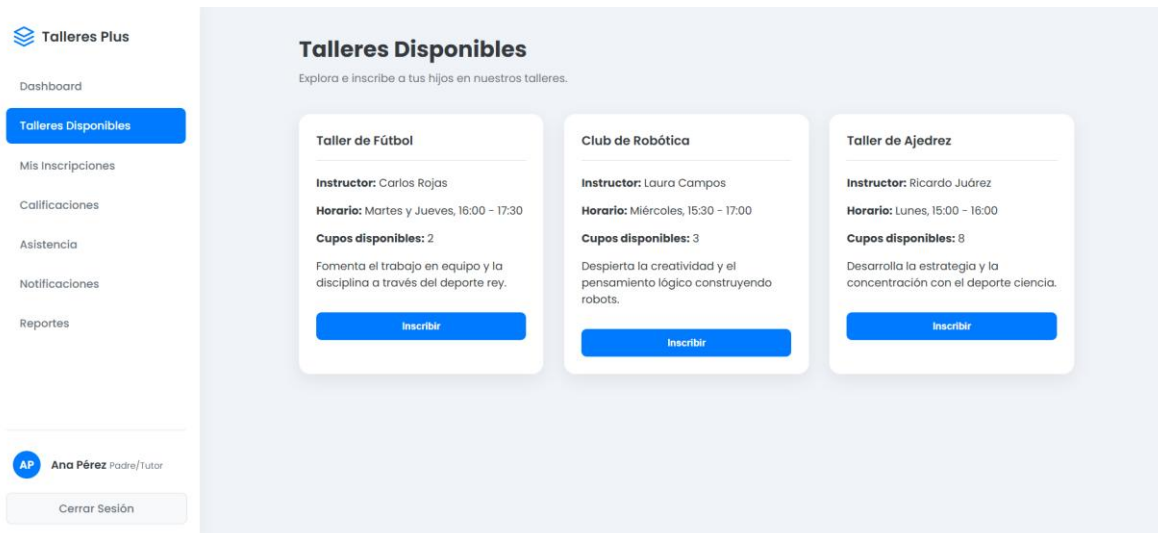 Talleres Plus
Dashboard
Talleres Disponibles
Mis Inscripciones
Calificaciones
Asistencia
Notificaciones
Reportes
AP
Ana Pérez Padre/Tutor
Cerrar Sesión
Talleres Disponibles
Explora e inscribe a tus hijos en nuestros talleres.
Taller de Fútbol
Instructor: Carlos Rojas
Horario: Martes y Jueves, 16:00 - 17:30
Cupos disponibles: 2
Fomenta el trabajo en equipo y la
disciplina a través del deporte rey.
Inscribir
Club de Robótica
Instructor: Laura Campos
Horario: Miércoles, 15:30 - 17:00
Cupos disponibles: 3
Despierta la creatividad y el
pensamiento lógico construyendo
robots.
Inscribir
Taller de Ajedrez
Instructor: Ricardo Juárez
Horario: Lunes, 15:00 - 16:00
Cupos disponibles: 8
Desarrolla la estrategia y la
concentración con el deporte ciencia.
Inscribir